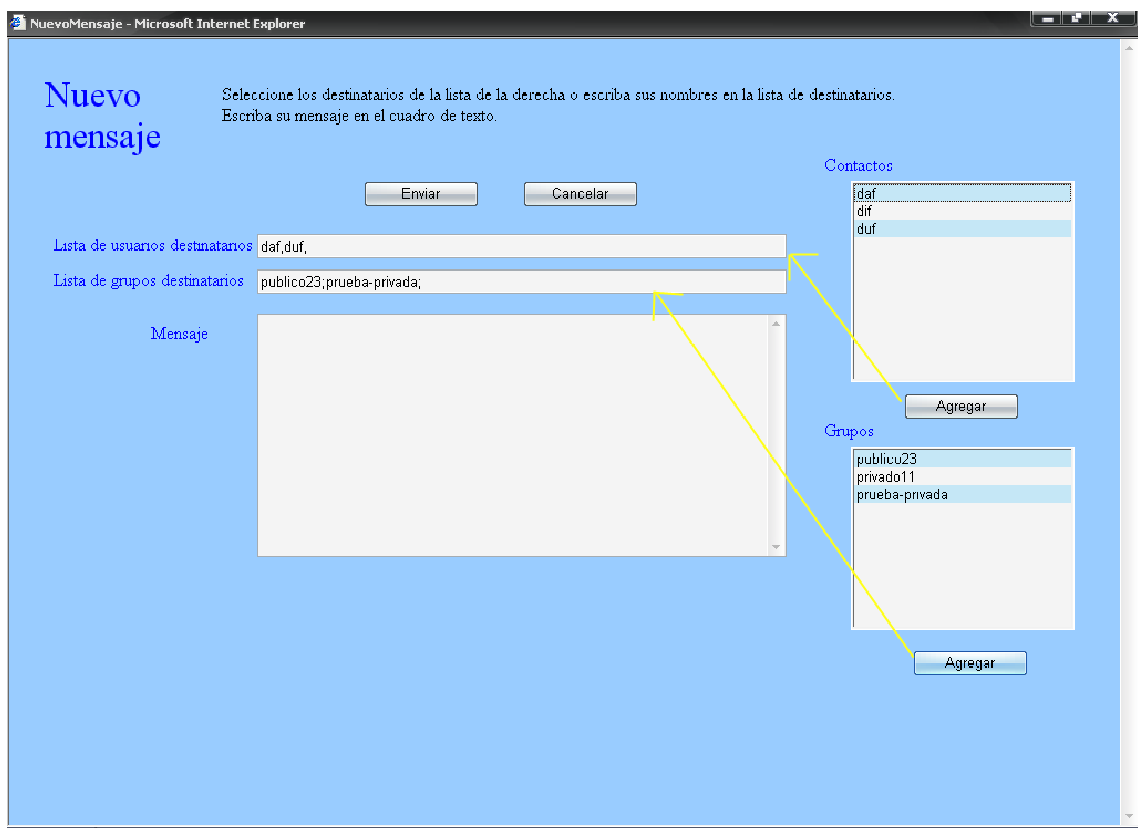 NuevoMensaje - Microsoft Internet Explorer
Nuevo
mensaje
Seleccione los destinatarios de la lista de la derecha o escriba sus nombres en la lista de destinatarios.
Escriba su mensaje en el cuadro de texto.
Enviar
Cancelar
Lista de usuarios destinatarios
daf,duf,
Lista de grupos destinatarios
publico23;prueba-privada;
Mensaje
Contactos
daf
dif
duf
Agregar
Grupos
publico23
privado11
prueba-privada
Agregar